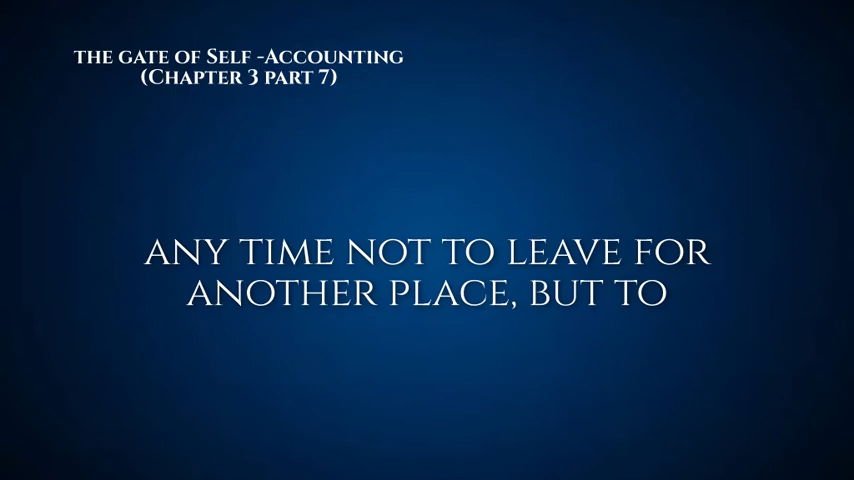 THE GATE OF SELF -ACCOUNTING
(CHAPTER 3 PART 7)
ANY TIME NOT TO LEAVE FOR
ANOTHER PLACE, BUT TO